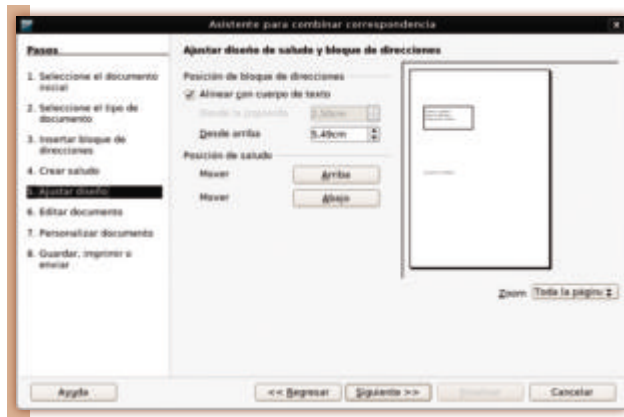 Asistente para combinar correspondencia
Pasos
1. Seleccione el documento
inicial
2. Seleccione el tipo de
documento
3. Insertar bloque de
direcciones
4. Crear saludo
5. Ajustar diseño
6. Editar documento
7. Personalizar documento
8. Guardar, imprimir o
enviar
Ajustar diseño de saludo y bloque de direcciones
Posición de bloque de direcciones
Alinear con cuerpo de texto
Desde la izquierda
Desde arriba 5.49cm
Posición de saludo
Mover Arriba
Mover Abajo
Zoom Toda la página
Ayuda << Regresar Siguiente >> Cancelar